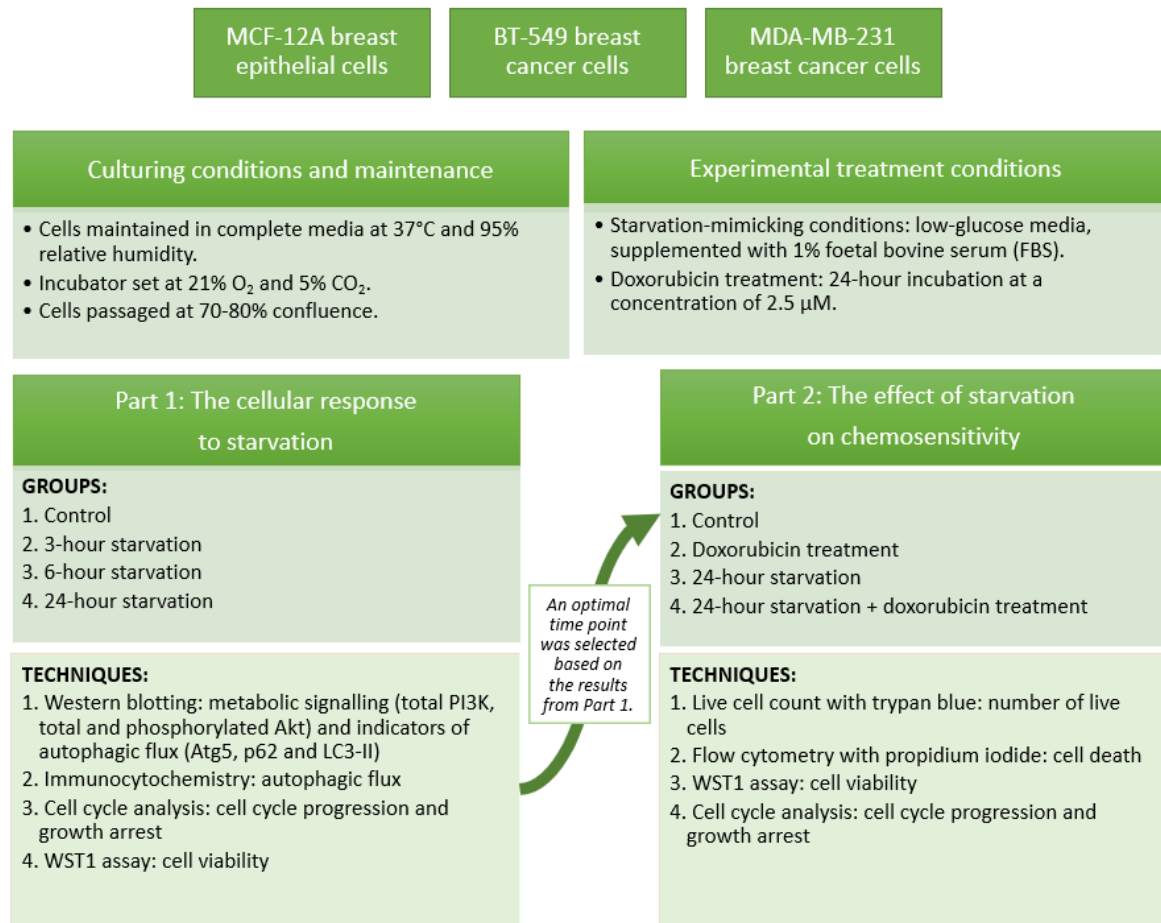 MCF-12A breast
epithelial cells
BT-549 breast
cancer cells
MDA-MB-231
breast cancer cells
Culturing conditions and maintenance
• Cells maintained in complete media at 37°C and 95%
relative humidity.
• Incubator set at 21% O₂ and 5% CO₂.
• Cells passaged at 70-80% confluence.
Experimental treatment conditions
• Starvation-mimicking conditions: low-glucose media,
supplemented with 1% foetal bovine serum (FBS).
• Doxorubicin treatment: 24-hour incubation at a
concentration of 2.5 µM.
Part 1: The cellular response
to starvation
GROUPS:
1. Control
2. 3-hour starvation
3. 6-hour starvation
4. 24-hour starvation
TECHNIQUES:
1. Western blotting: metabolic signalling (total PI3K,
total and phosphorylated Akt) and indicators of
autophagic flux (Atg5, p62 and LC3-II)
2. Immunocytochemistry: autophagic flux
3. Cell cycle analysis: cell cycle progression and
growth arrest
4. WST1 assay: cell viability
An optimal
time point
was selected
based on
the results
from Part 1.
Part 2: The effect of starvation
on chemosensitivity
GROUPS:
1. Control
2. Doxorubicin treatment
3. 24-hour starvation
4. 24-hour starvation + doxorubicin treatment
TECHNIQUES:
1. Live cell count with trypan blue: number of live
cells
2. Flow cytometry with propidium iodide: cell death
3. WST1 assay: cell viability
4. Cell cycle analysis: cell cycle progression and
growth arrest